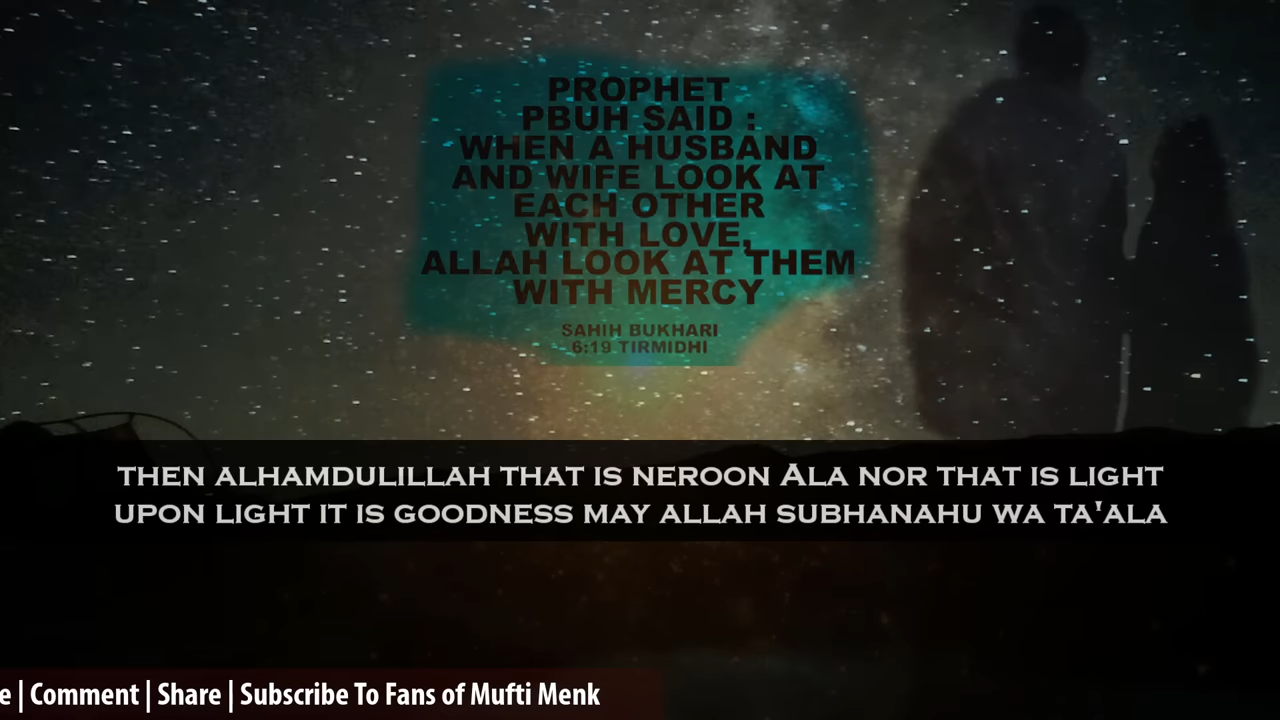 PROPHET
PBUH SAID :
WHEN A HUSBAND
AND WIFE LOOK AT
EACH OTHER
WITH LOVE,
ALLAH LOOK AT THEM
WITH MERCY
SAHIH BUKHARI
6:19 TIRMIDHI
THEN ALHAMDULILLAH THAT IS NEROON ALA NOR THAT IS LIGHT
UPON LIGHT IT IS GOODNESS MAY ALLAH SUBHANAHU WA TA'ALA
e | Comment | Share | Subscribe To Fans of Mufti Menk